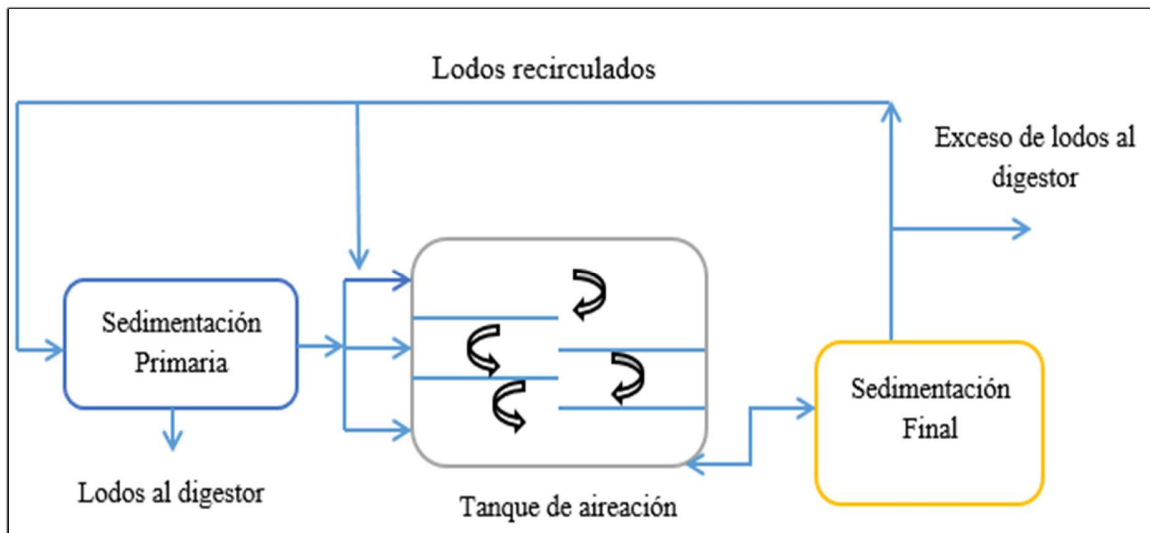 Lodos recirculados
Exceso de lodos al
digestor
Sedimentación
Primaria
Sedimentación
Final
Lodos al digestor
Tanque de aireación